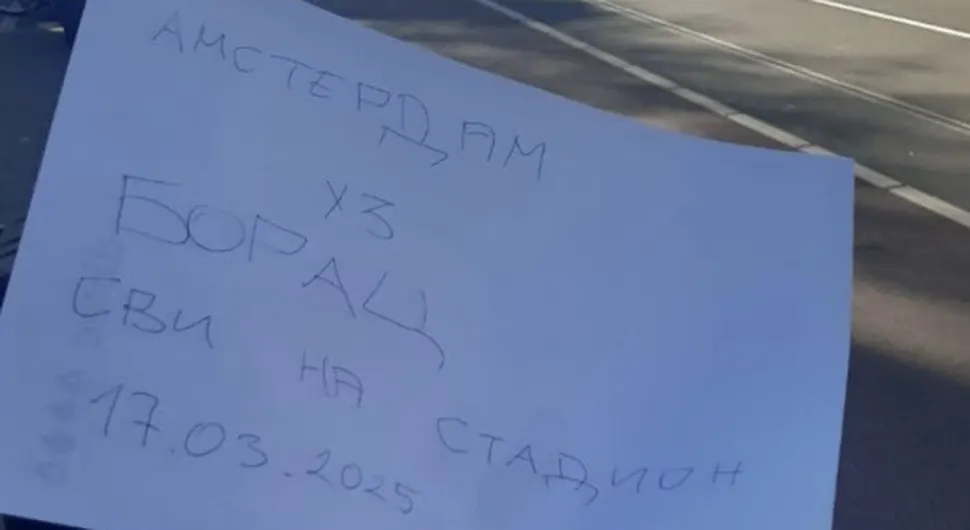 АМСТЕРДАМ
X3
БОРАЦ
СВИ НА СТАДИОН
17.03.2025